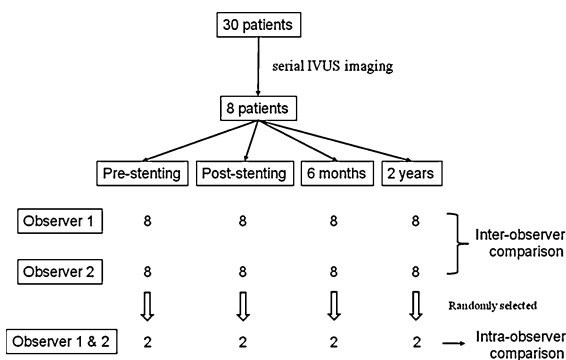 30 patients
serial IVUS imaging
8 patients
Pre-stenting Post-stenting 6 months 2 years
Observer 1 8 8 8 8
Inter-observer
comparison
Observer 2 8 8 8 8
Randomly selected
Observer 1 & 2 2 2 2 2
Intra-observer
comparison